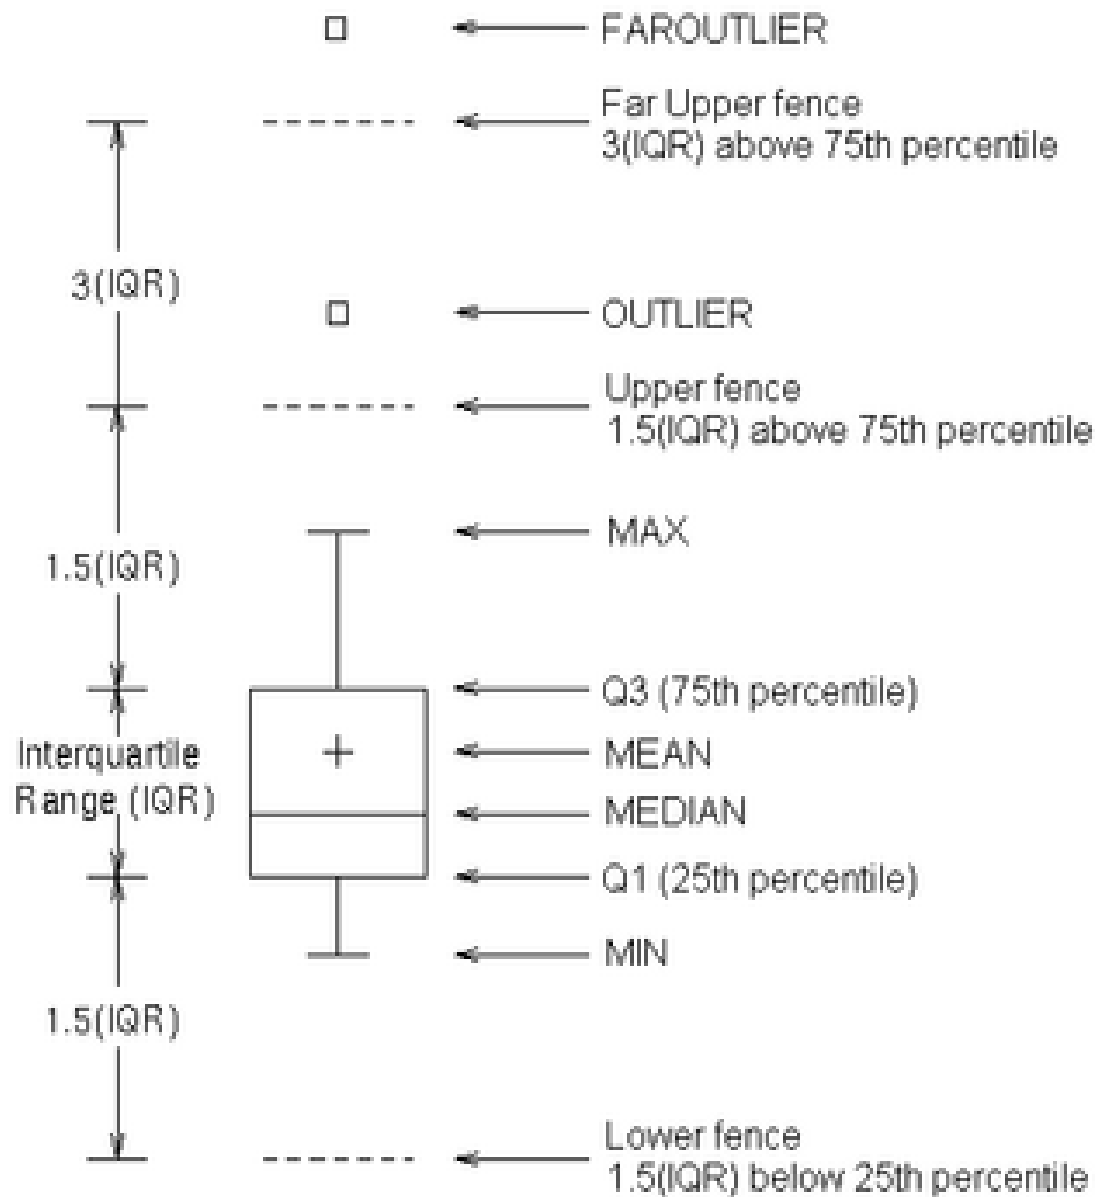 FAROUTLIER
Far Upper fence
3(IQR) above 75th percentile
3(IQR)
OUTLIER
Upper fence
1.5(IQR) above 75th percentile
MAX
1.5(IQR)
Q3 (75th percentile)
Interquartile
Range (IQR)
MEAN
MEDIAN
Q1 (25th percentile)
MIN
1.5(IQR)
Lower fence
1.5(IQR) below 25th percentile